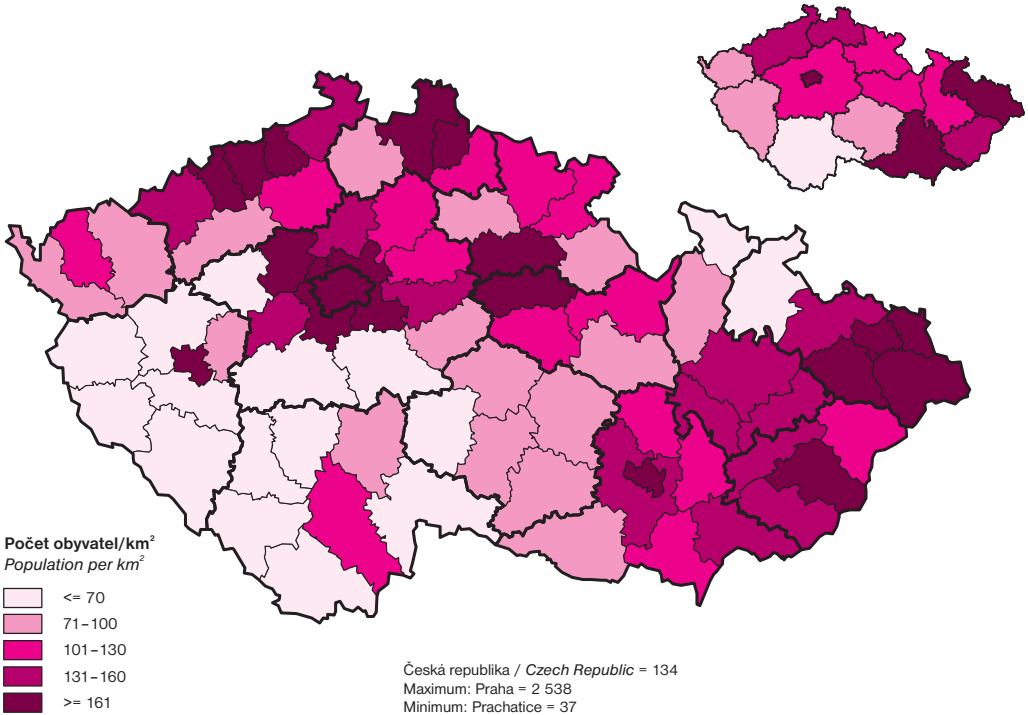 Počet obyvatel/km²
Population per km²
<= 70
71–100
101–130
131–160
>= 161
Česká republika / Czech Republic = 134
Maximum: Praha = 2 538
Minimum: Prachatice = 37